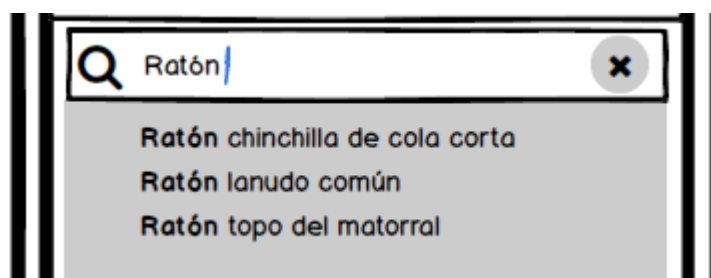 Ratón
Ratón chinchilla de cola corta
Ratón lanudo común
Ratón topo del matorral